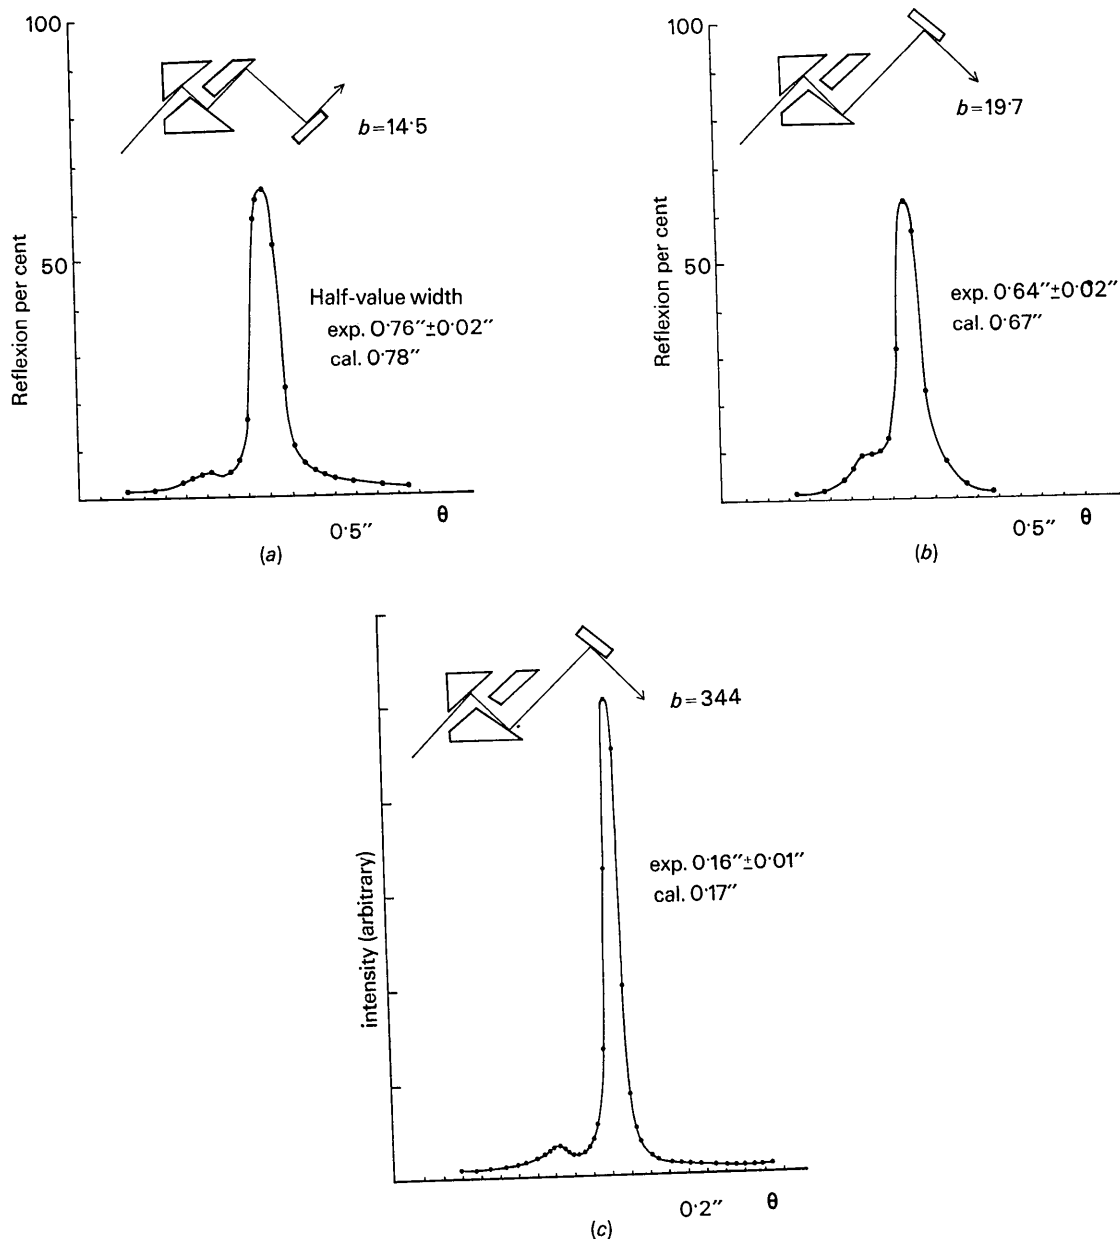 100
50
Reflexion per cent
b=14·5
Half-value width
exp. 0·76″±0·02″
cal. 0·78″
0·5″
θ
(a)
100
50
Reflexion per cent
b=19·7
exp. 0·64″±0·02″
cal. 0·67″
0·5″
θ
(b)
intensity (arbitrary)
b=344
exp. 0·16″±0·01″
cal. 0·17″
0·2″
θ
(c)